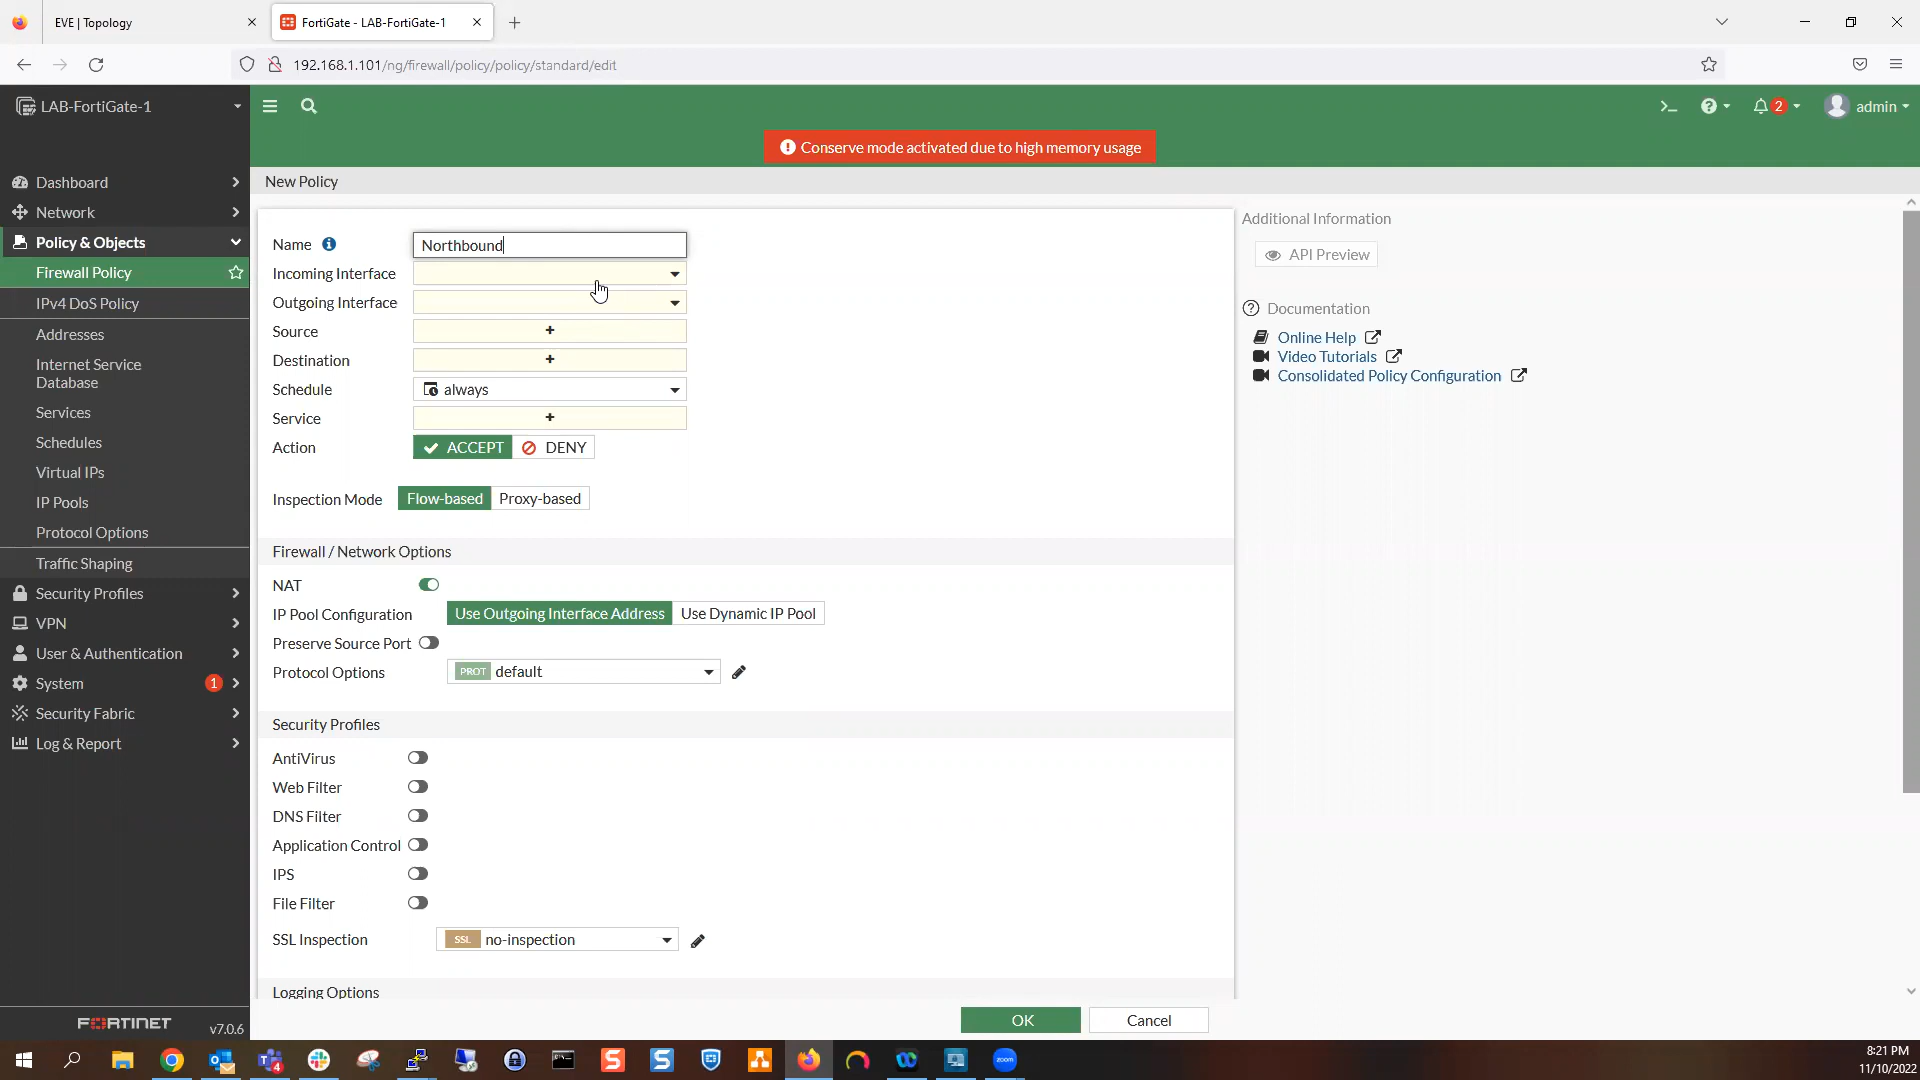 EVE | Topology
FortiGate - LAB-FortiGate-1
192.168.1.101/ng/firewall/policy/policy/standard/edit
LAB-FortiGate-1
2
admin
Conserve mode activated due to high memory usage
Dashboard
Network
Policy & Objects
Firewall Policy
IPv4 DoS Policy
Addresses
Internet Service
Database
Services
Schedules
Virtual IPs
IP Pools
Protocol Options
Traffic Shaping
Security Profiles
VPN
User & Authentication
System
1
Security Fabric
Log & Report
FORTINET
v7.0.6
New Policy
Name
Northbound
Incoming Interface
Outgoing Interface
Source
+
Destination
+
Schedule
always
Service
+
Action
ACCEPT
DENY
Inspection Mode
Flow-based
Proxy-based
Firewall / Network Options
NAT
IP Pool Configuration
Use Outgoing Interface Address
Use Dynamic IP Pool
Preserve Source Port
Protocol Options
PROT
default
Security Profiles
AntiVirus
Web Filter
DNS Filter
Application Control
IPS
File Filter
SSL Inspection
SSL
no-inspection
Logging Options
OK
Cancel
Additional Information
API Preview
Documentation
Online Help
Video Tutorials
Consolidated Policy Configuration
4
zoom
8:21 PM
11/10/2022